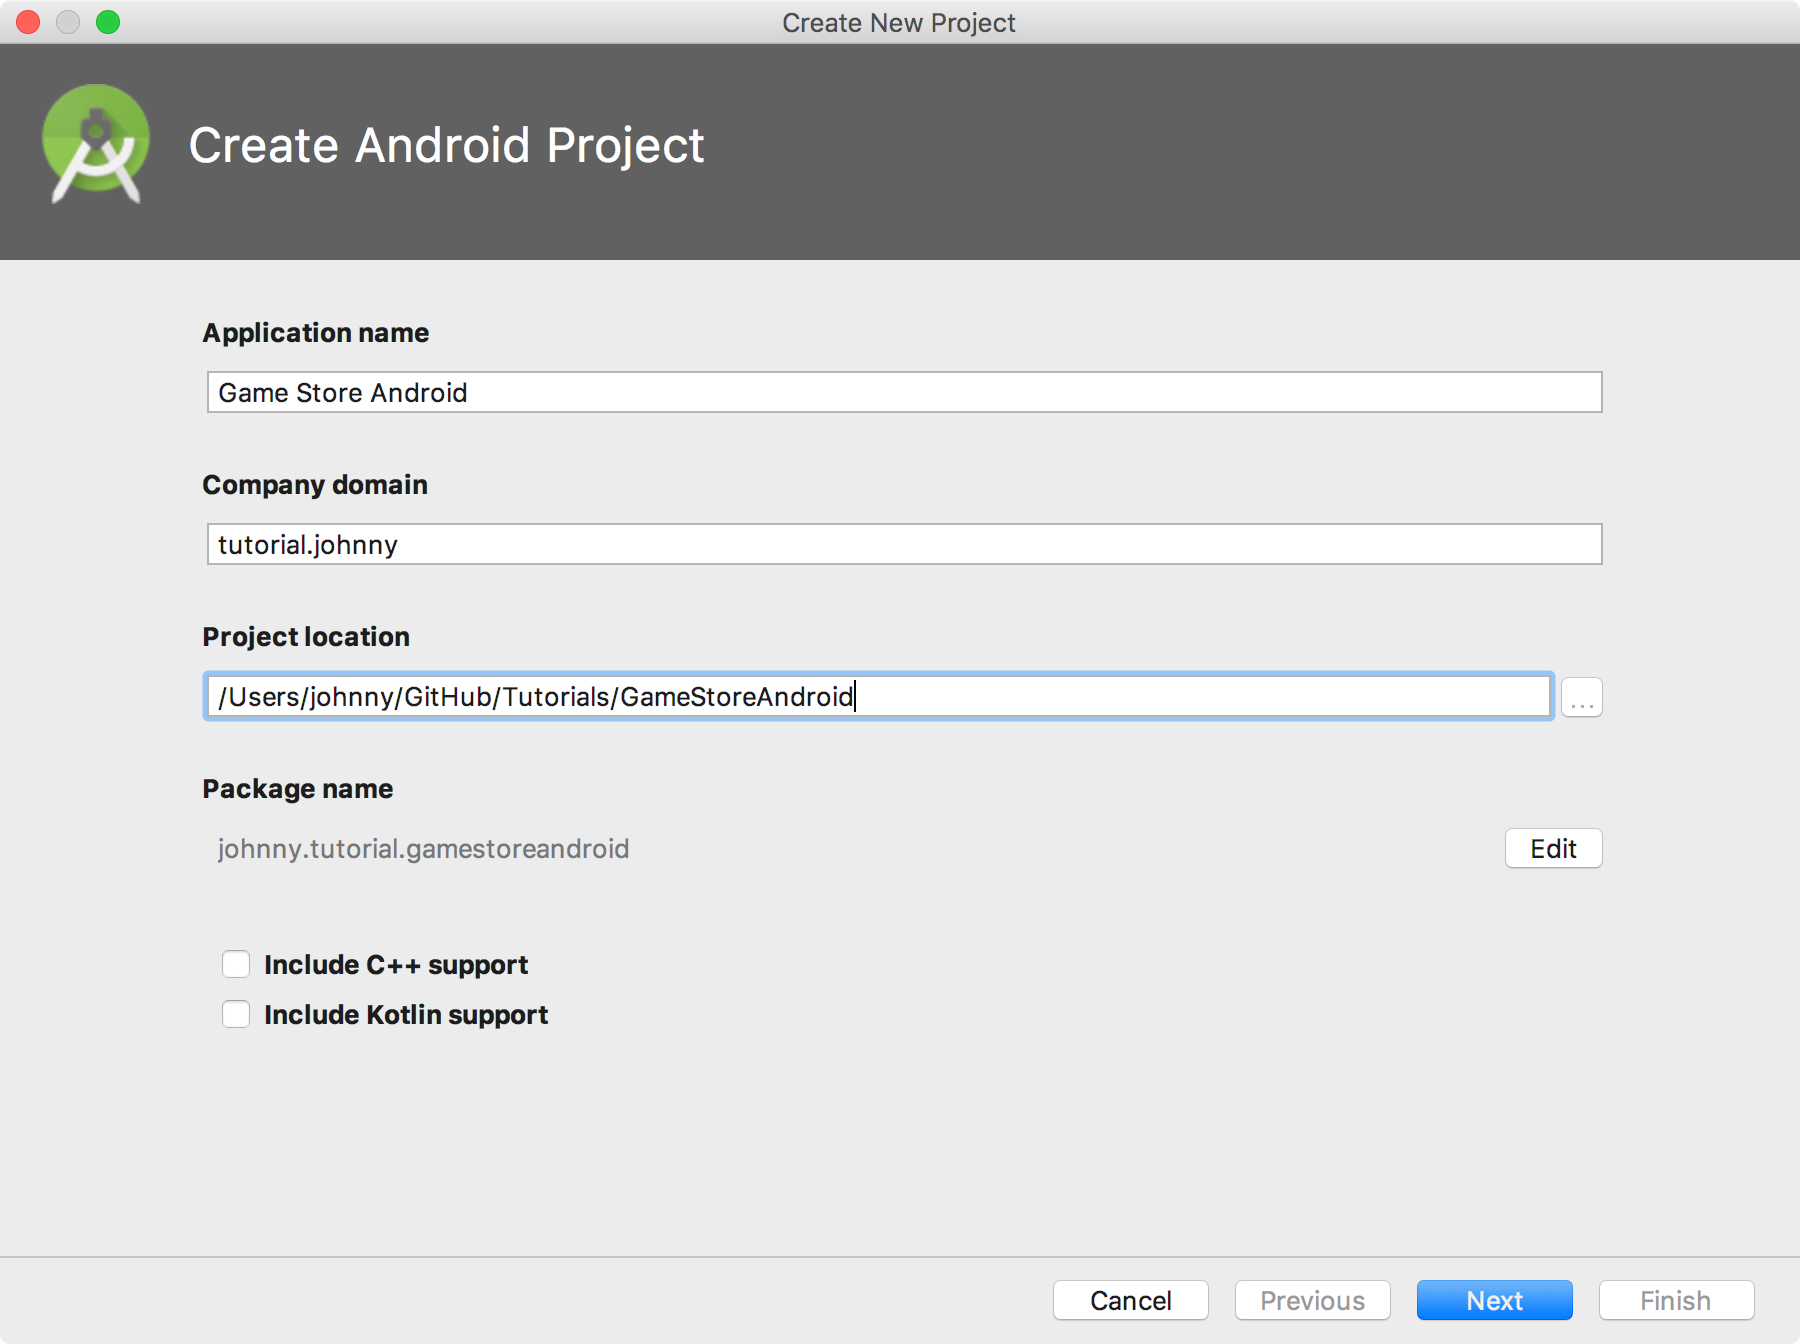 Create New Project
Create Android Project
Application name
Game Store Android
Company domain
tutorial.johnny
Project location
/Users/johnny/GitHub/Tutorials/GameStoreAndroid
...
Package name
johnny.tutorial.gamestoreandroid
Edit
Include C++ support
Include Kotlin support
Cancel Previous Next Finish